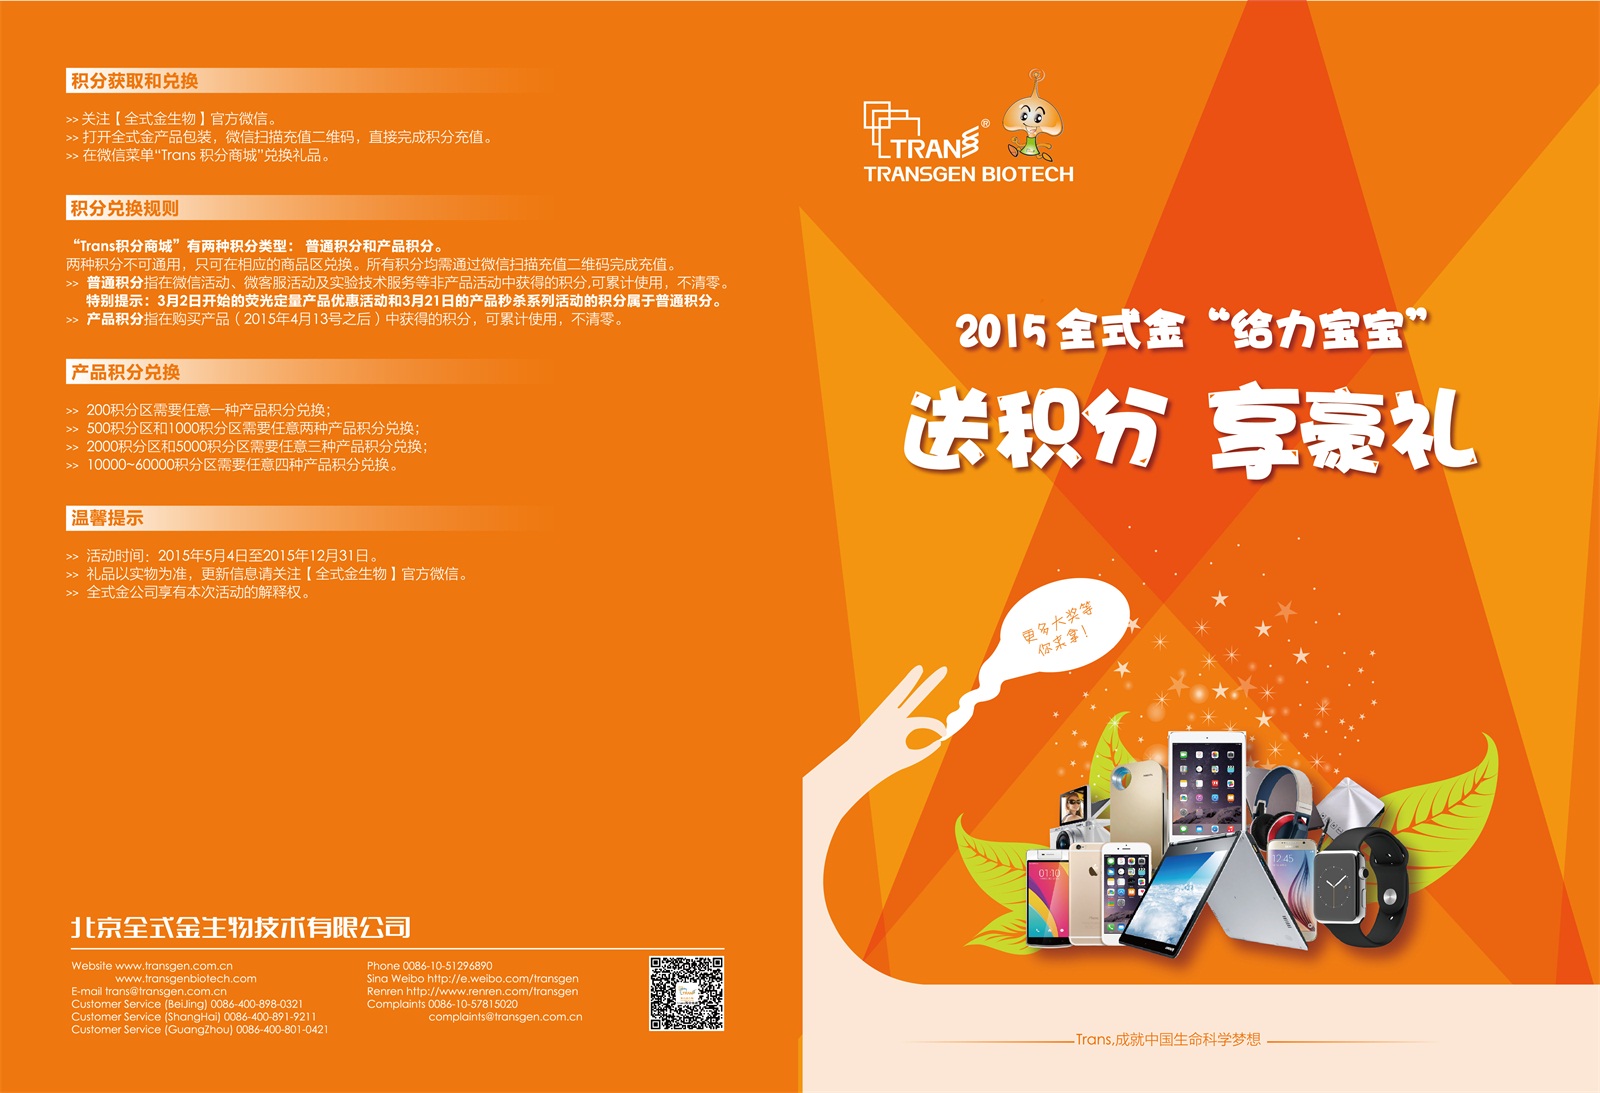 积分获取和兑换
>> 关注【全式金生物】官方微信。
>> 打开全式金产品包装，微信扫描充值二维码，直接完成积分充值。
>> 在微信菜单“Trans 积分商城”兑换礼品。
积分兑换规则
“Trans积分商城”有两种积分类型： 普通积分和产品积分。
两种积分不可通用，只可在相应的商品区兑换。所有积分均需通过微信扫描充值二维码完成充值。
>> 普通积分指在微信活动、微客服活动及实验技术服务等非产品活动中获得的积分,可累计使用，不清零。
特别提示：3月2日开始的荧光定量产品优惠活动和3月21日的产品秒杀系列活动的积分属于普通积分。
>> 产品积分指在购买产品（2015年4月13号之后）中获得的积分，可累计使用，不清零。
产品积分兑换
>> 200积分区需要任意一种产品积分兑换；
>> 500积分区和1000积分区需要任意两种产品积分兑换；
>> 2000积分区和5000积分区需要任意三种产品积分兑换；
>> 10000~60000积分区需要任意四种产品积分兑换。
温馨提示
>> 活动时间：2015年5月4日至2015年12月31日。
>> 礼品以实物为准，更新信息请关注【全式金生物】官方微信。
>> 全式金公司享有本次活动的解释权。
北京全式金生物技术有限公司
Website www.transgen.com.cn
www.transgenbiotech.com
E-mail trans@transgen.com.cn
Customer Service (BeiJing) 0086-400-898-0321
Customer Service (ShangHai) 0086-400-891-9211
Customer Service (GuangZhou) 0086-400-801-0421
Phone 0086-10-51296890
Sina Weibo http://e.weibo.com/transgen
Renren http://www.renren.com/transgen
Complaints 0086-10-57815020
complaints@transgen.com.cn
TRANS®
TRANSGEN BIOTECH
2015 全式金“给力宝宝”
送积分 享豪礼
更多大奖等
你来拿！
01:10
12:45
Trans,成就中国生命科学梦想